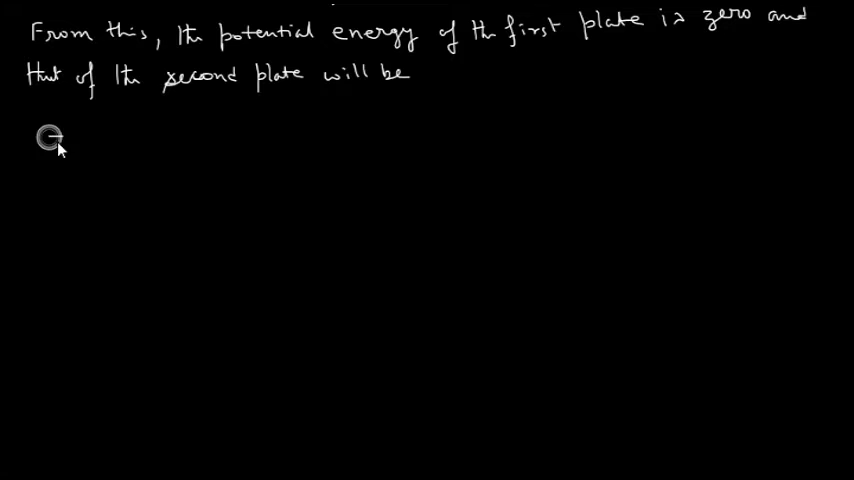 From this, the potential energy of the first plate is zero and
that of the second plate will be